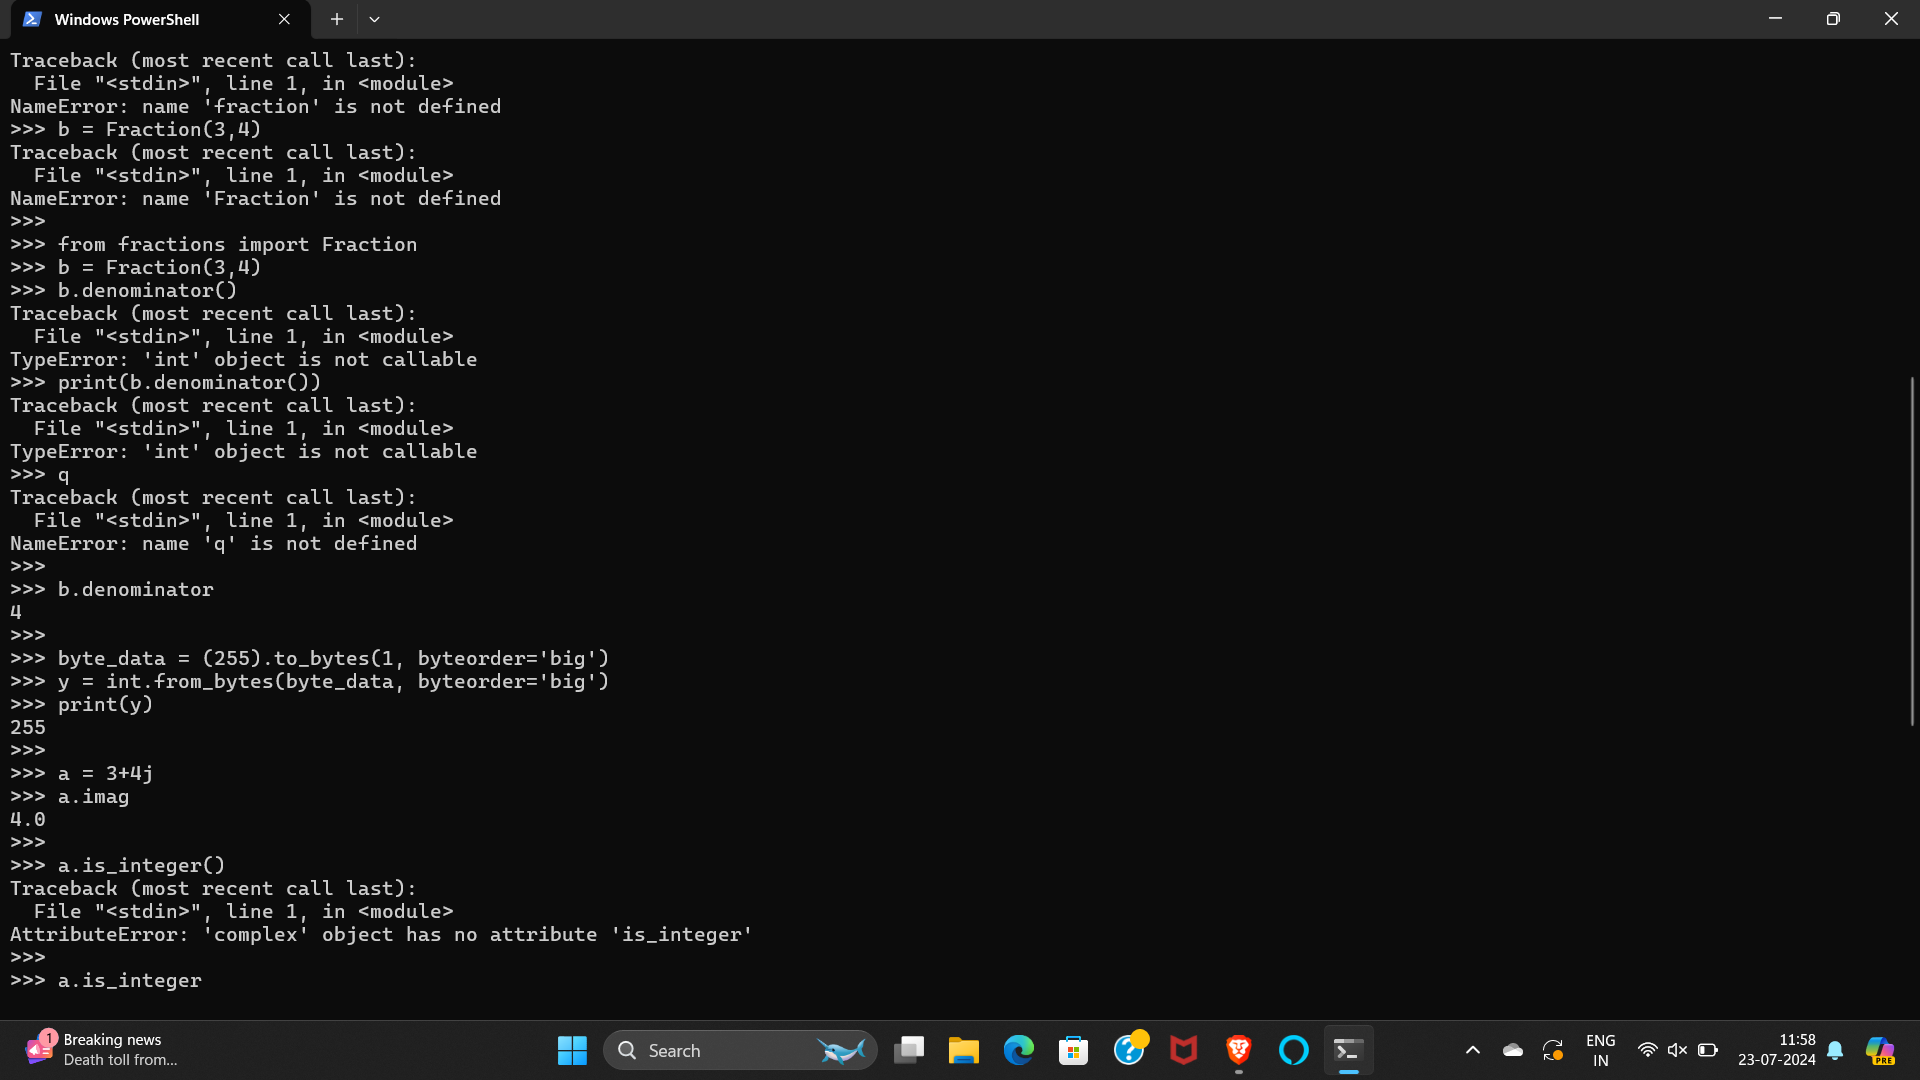 Windows PowerShell
Traceback (most recent call last):
  File "<stdin>", line 1, in <module>
NameError: name 'fraction' is not defined
>>> b = Fraction(3,4)
Traceback (most recent call last):
  File "<stdin>", line 1, in <module>
NameError: name 'Fraction' is not defined
>>>
>>> from fractions import Fraction
>>> b = Fraction(3,4)
>>> b.denominator()
Traceback (most recent call last):
  File "<stdin>", line 1, in <module>
TypeError: 'int' object is not callable
>>> print(b.denominator())
Traceback (most recent call last):
  File "<stdin>", line 1, in <module>
TypeError: 'int' object is not callable
>>> q
Traceback (most recent call last):
  File "<stdin>", line 1, in <module>
NameError: name 'q' is not defined
>>>
>>> b.denominator
4
>>>
>>> byte_data = (255).to_bytes(1, byteorder='big')
>>> y = int.from_bytes(byte_data, byteorder='big')
>>> print(y)
255
>>>
>>> a = 3+4j
>>> a.imag
4.0
>>>
>>> a.is_integer()
Traceback (most recent call last):
  File "<stdin>", line 1, in <module>
AttributeError: 'complex' object has no attribute 'is_integer'
>>>
>>> a.is_integer
1
Breaking news
Death toll from...
Search
ENG
IN
11:58
23-07-2024
PRE